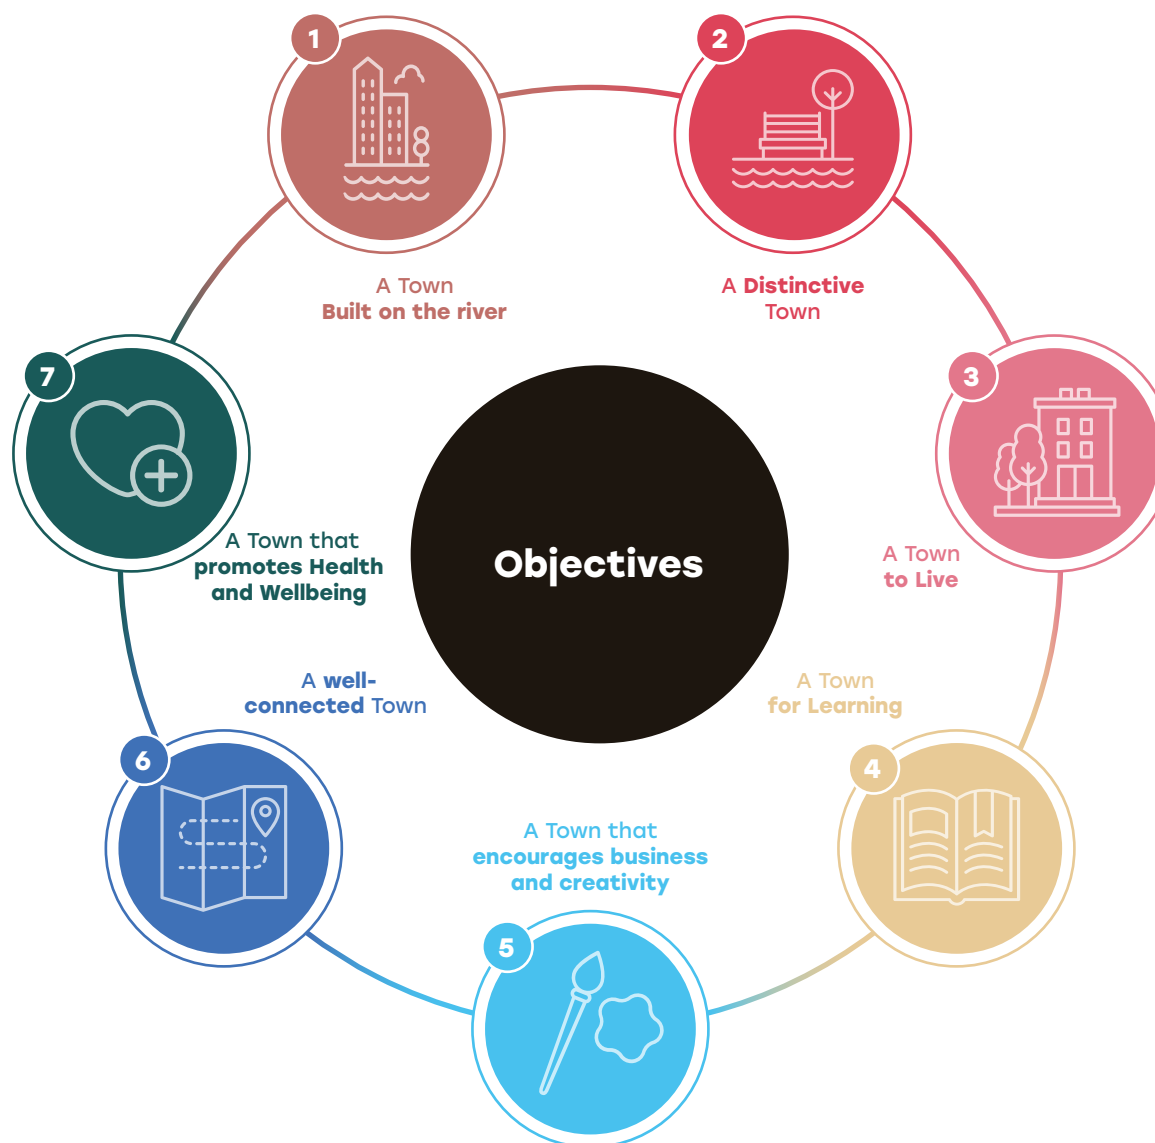 1
A Town
Built on the river
2
A Distinctive
Town
3
A Town
to Live
4
A Town
for Learning
5
A Town that
encourages business
and creativity
6
A well-
connected Town
7
A Town that
promotes Health
and Wellbeing
Objectives